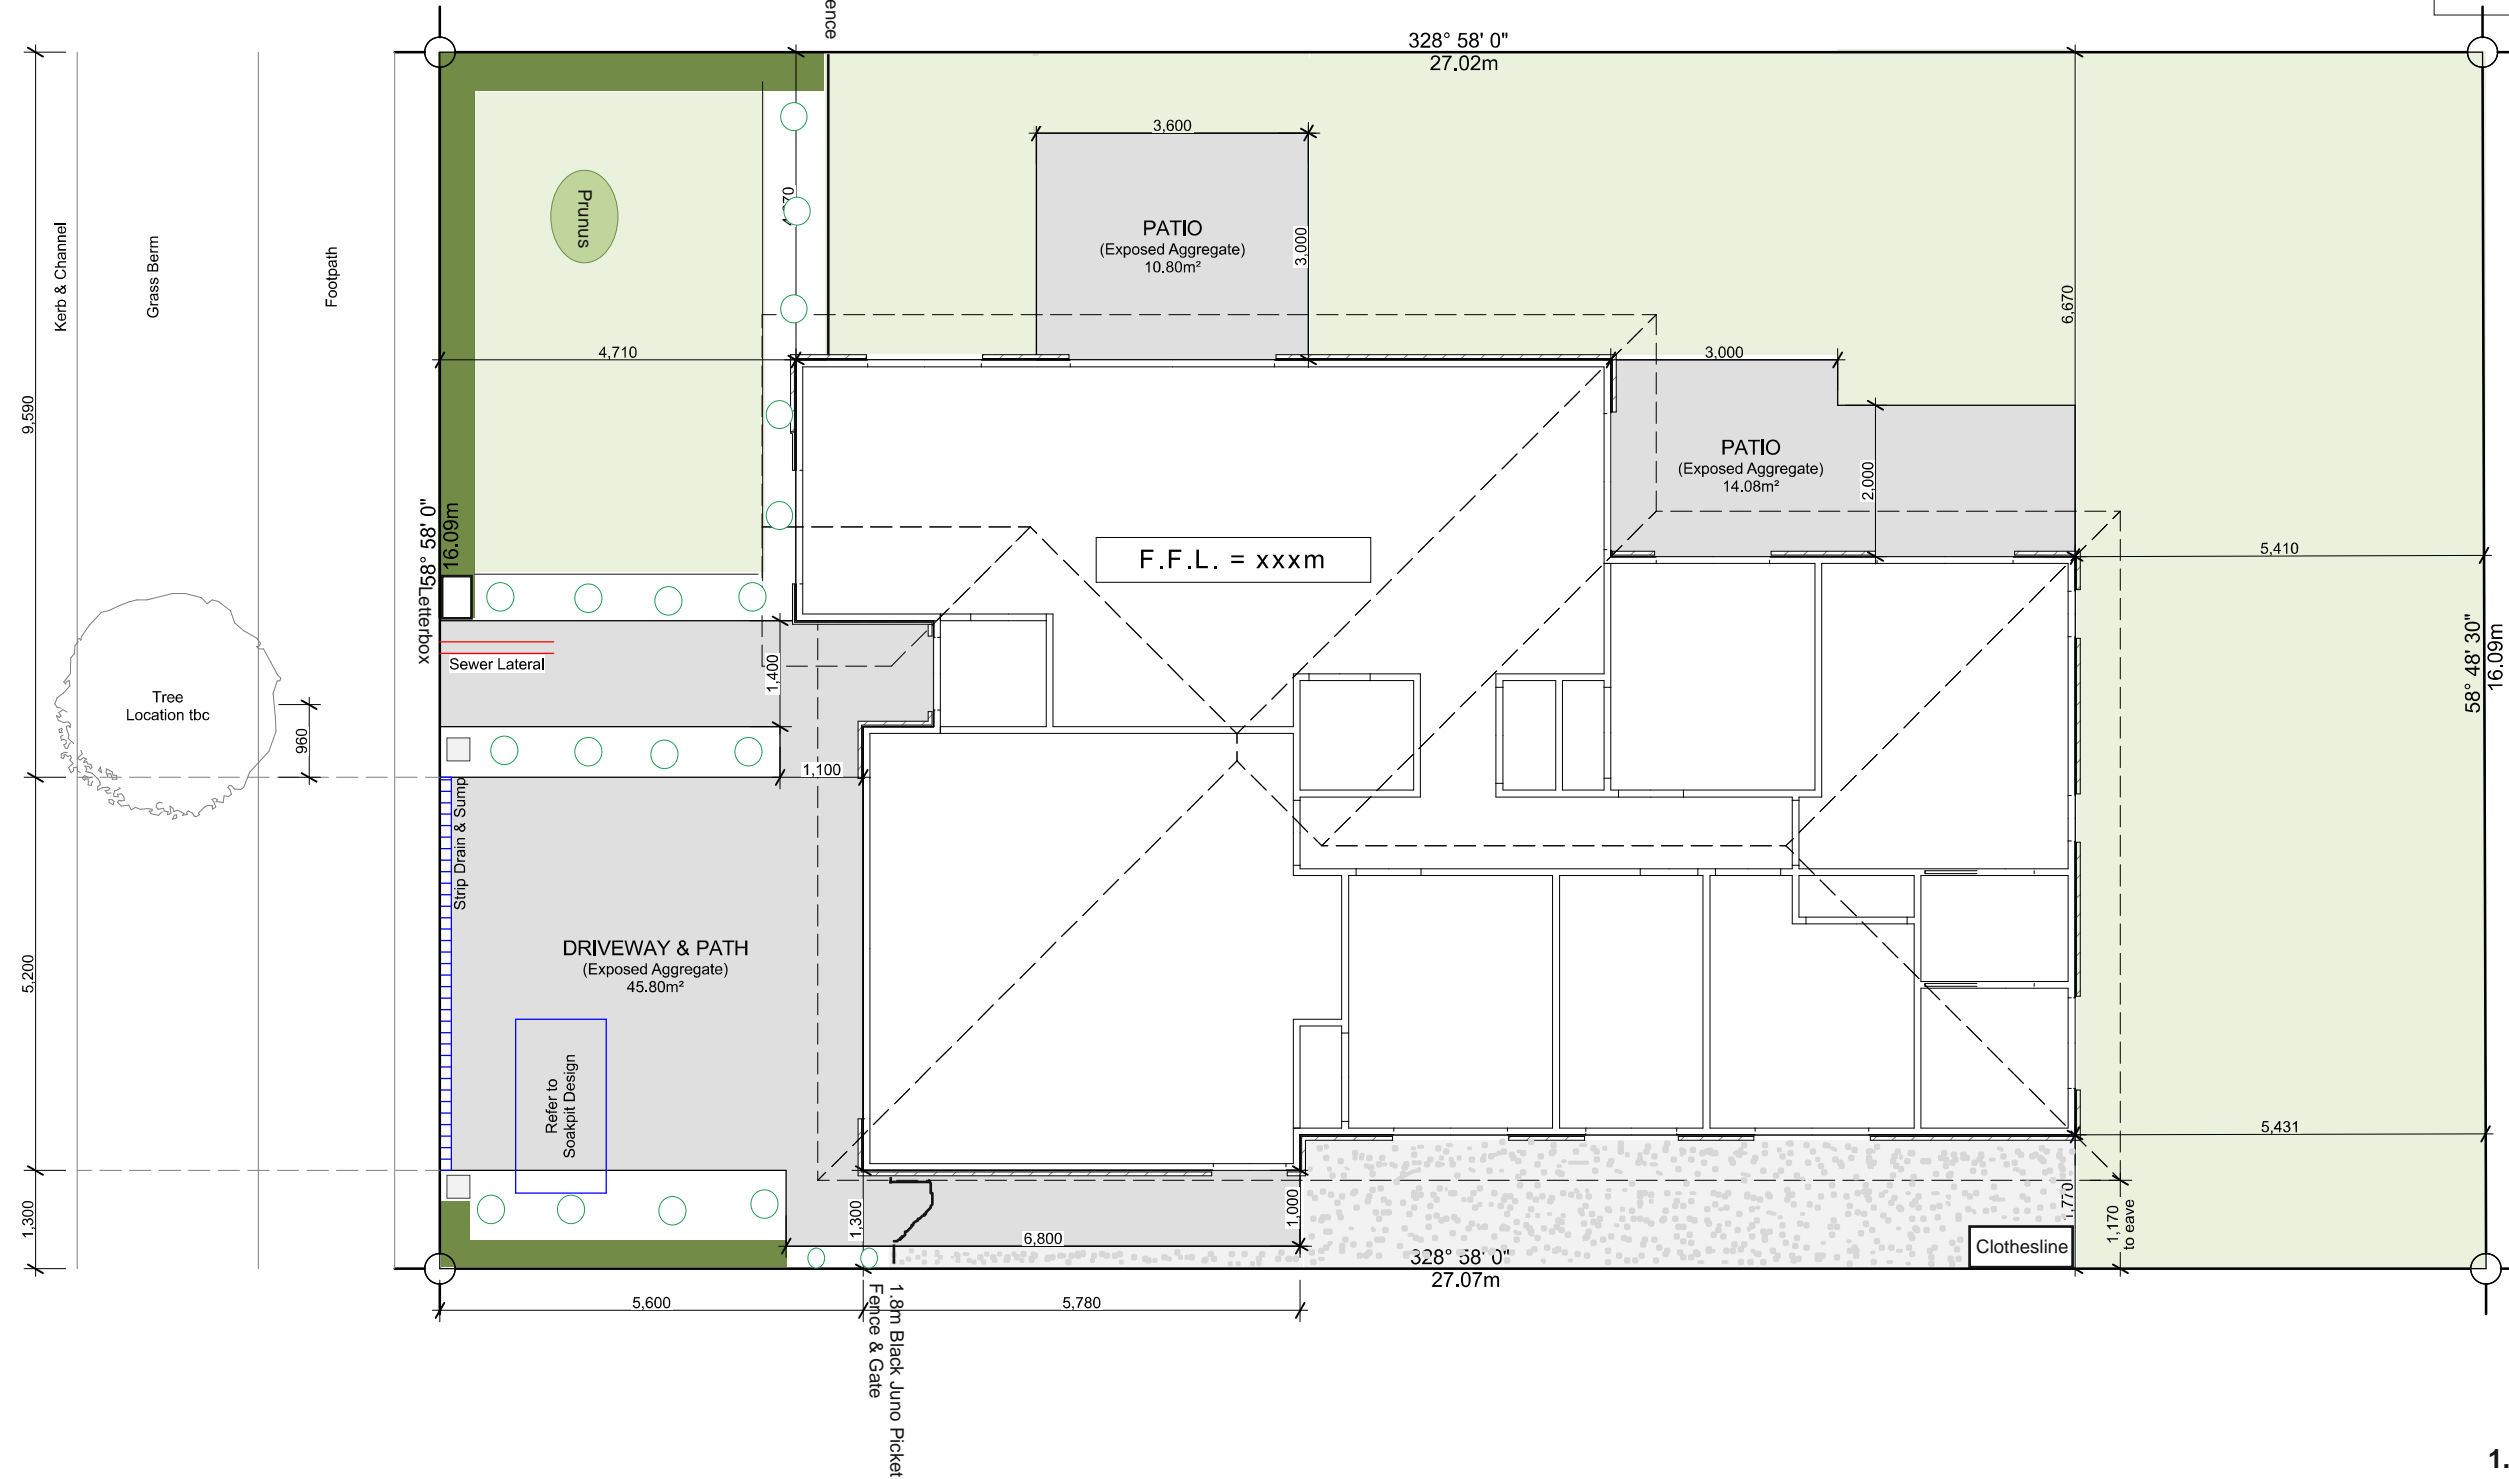 ence
328° 58' 0"
27.02m
3,600
Kerb & Channel
Grass Berm
Footpath
Prunus
PATIO
(Exposed Aggregate)
10.80m²
3,000
6,670
4,710
3,000
9,590
PATIO
(Exposed Aggregate)
14.08m²
2,000
58° 58' 0"
16.09m
Letterbox
F.F.L. = xxxm
5,410
Sewer Lateral
1,400
58° 48' 30"
16.09m
Tree
Location tbc
960
1,100
Strip Drain & Sump
DRIVEWAY & PATH
(Exposed Aggregate)
45.80m²
5,200
Refer to
Soakpit Design
5,431
1,300
1,300
1,000
6,800
1,770
1,170
to eave
Clothesline
328° 58' 0"
27.07m
5,600
5,780
1.8m Black Juno Picket
Fence & Gate
1.